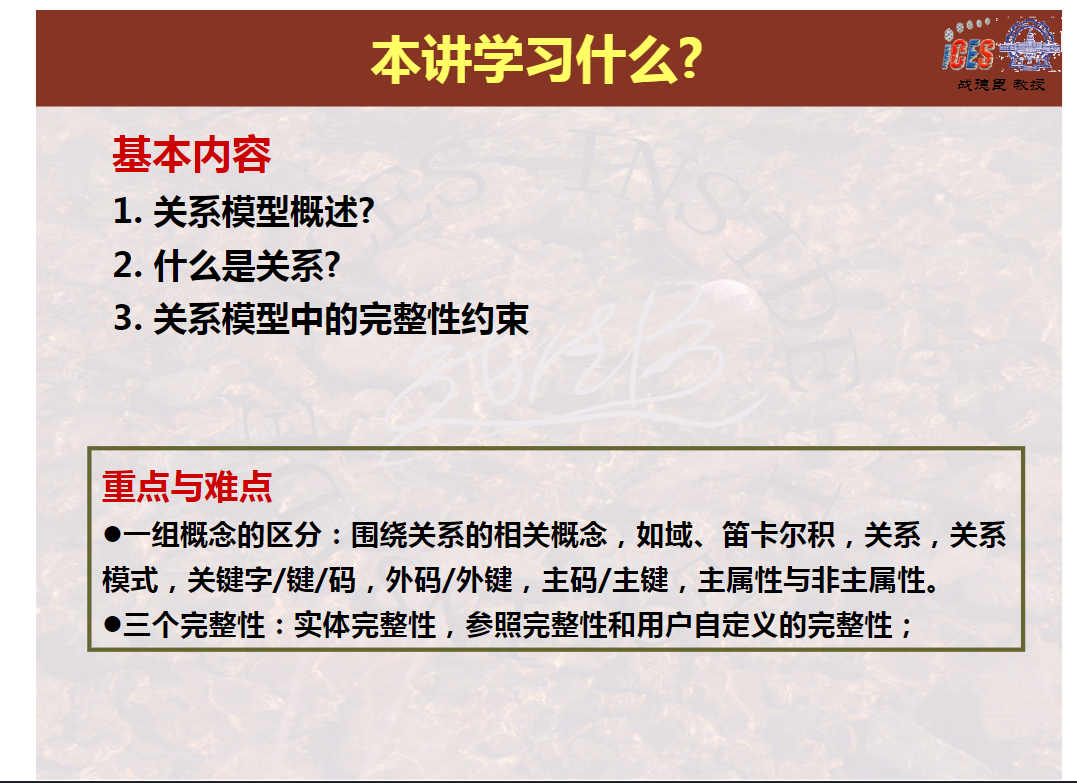 本讲学习什么?
iCES
战德臣 教授
基本内容
1. 关系模型概述?
2. 什么是关系?
3. 关系模型中的完整性约束
重点与难点
●一组概念的区分：围绕关系的相关概念，如域、笛卡尔积，关系，关系
模式，关键字/键/码，外码/外键，主码/主键，主属性与非主属性。
●三个完整性：实体完整性，参照完整性和用户自定义的完整性；